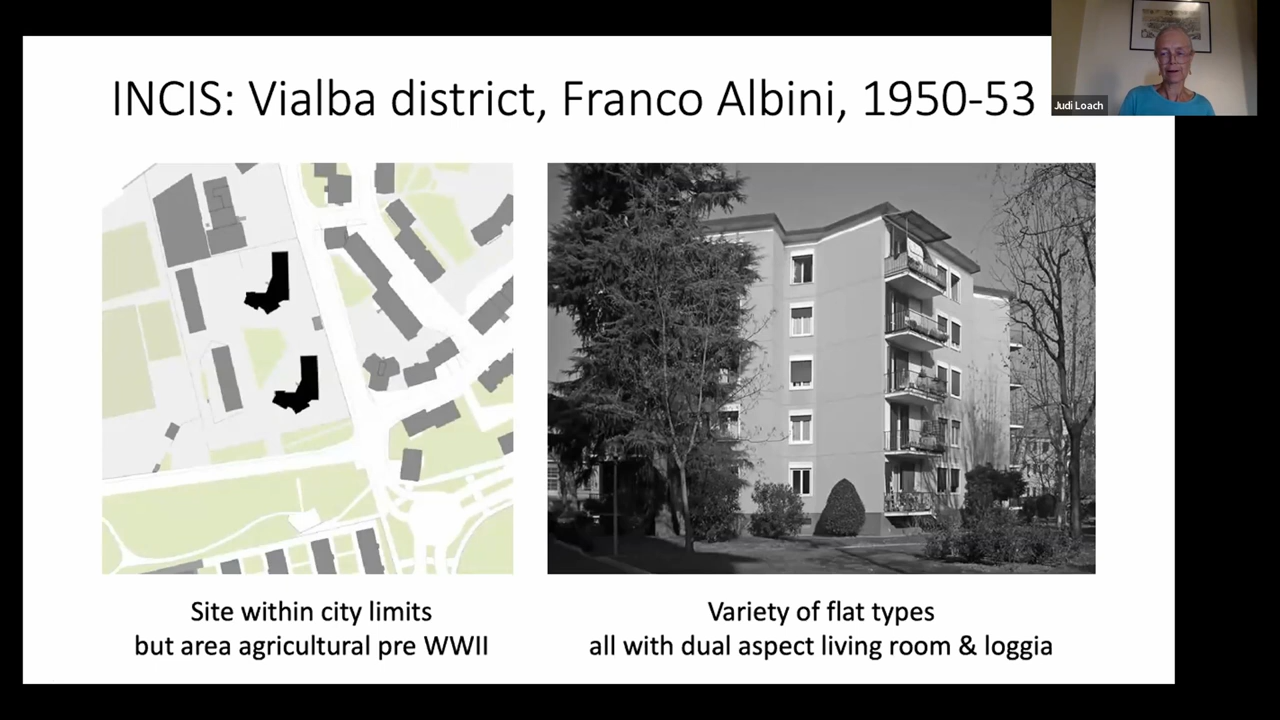 INCIS: Vialba district, Franco Albini, 1950-53
Judi Loach
Site within city limits
but area agricultural pre WWII
Variety of flat types
all with dual aspect living room & loggia